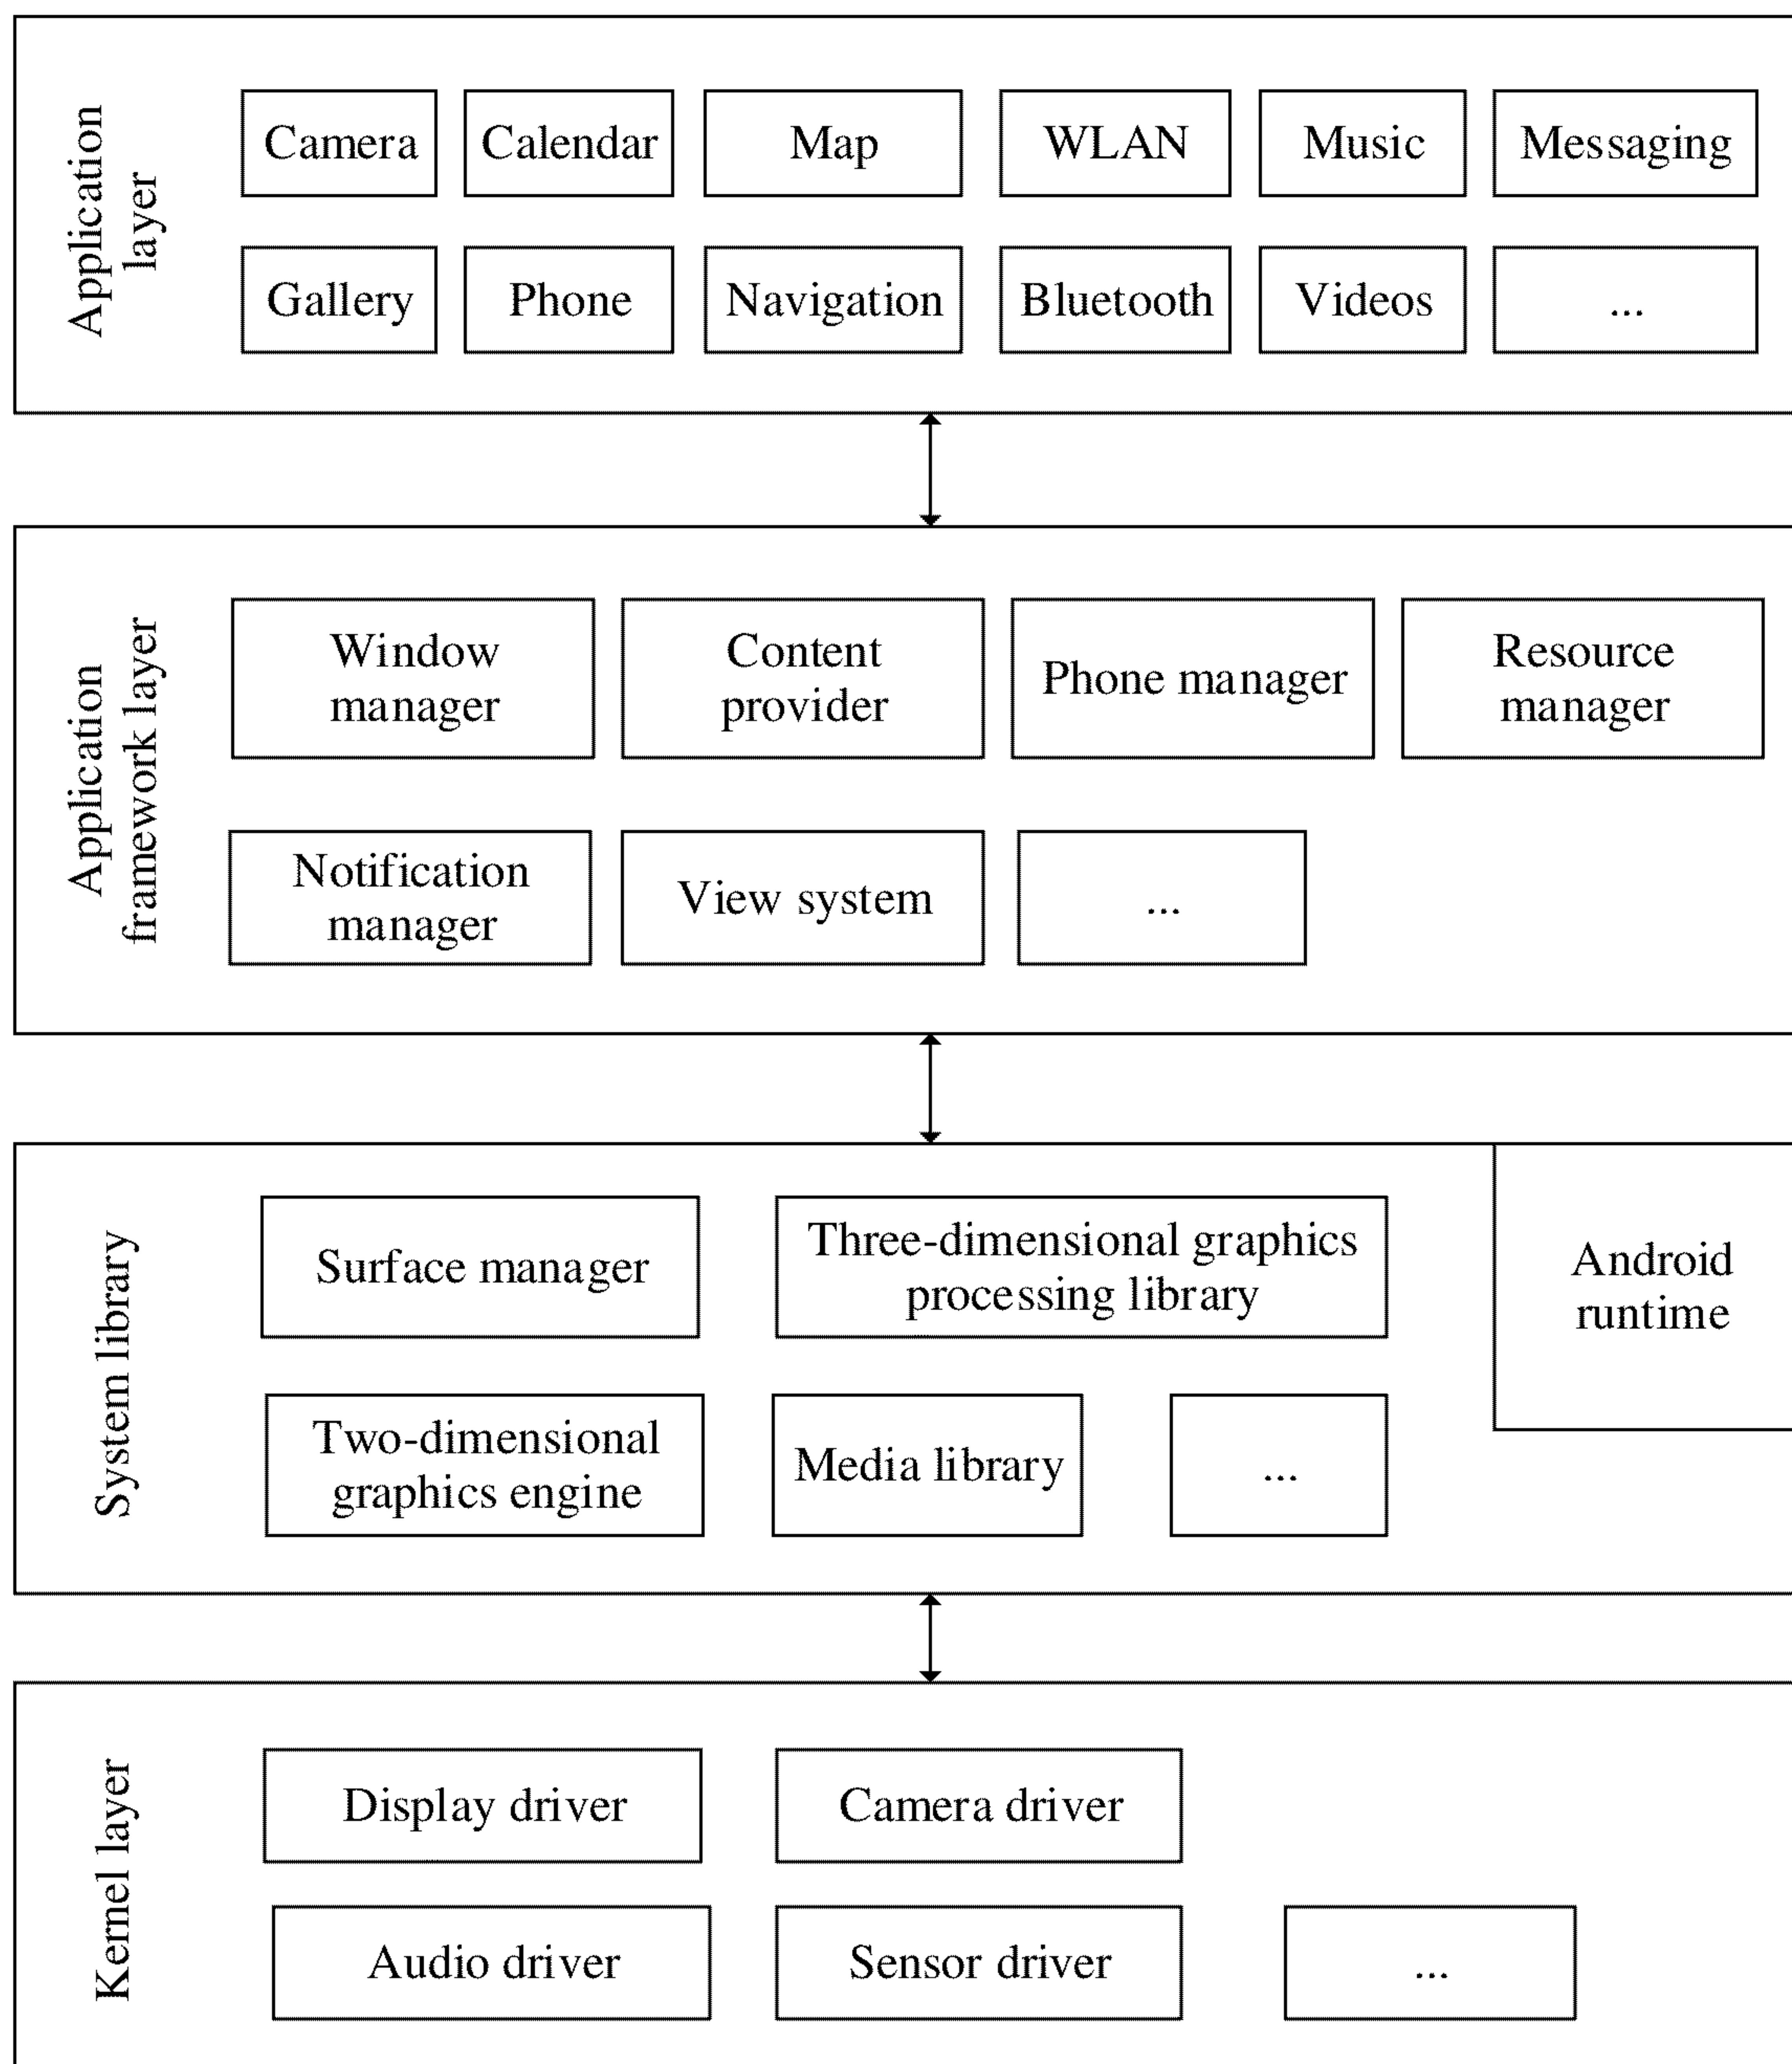 Application
layer
Camera
Calendar
Map
WLAN
Music
Messaging
Gallery
Phone
Navigation
Bluetooth
Videos
...
Application
framework layer
Window
manager
Content
provider
Phone manager
Resource
manager
Notification
manager
View system
...
System library
Surface manager
Three-dimensional graphics
processing library
Android
runtime
Two-dimensional
graphics engine
Media library
...
Kernel layer
Display driver
Camera driver
Audio driver
Sensor driver
...